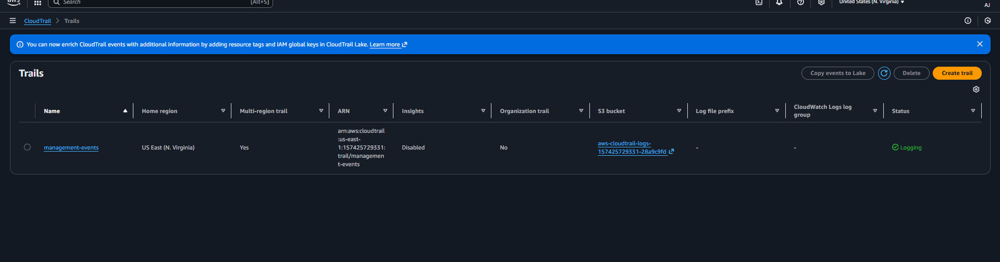 aws
Search
[Alt+S]
United States (N. Virginia)
AJ
CloudTrail
Trails
You can now enrich CloudTrail events with additional information by adding resource tags and IAM global keys in CloudTrail Lake. Learn more
Trails
Copy events to Lake
Delete
Create trail
Name
Home region
Multi-region trail
ARN
Insights
Organization trail
S3 bucket
Log file prefix
CloudWatch Logs log
group
Status
management-events
US East (N. Virginia)
Yes
arn:aws:cloudtrail
:us-east-
1:157425729331:
trail/managemen
t-events
Disabled
No
aws-cloudtrail-logs-
157425729331-28a9c9fd
-
-
Logging